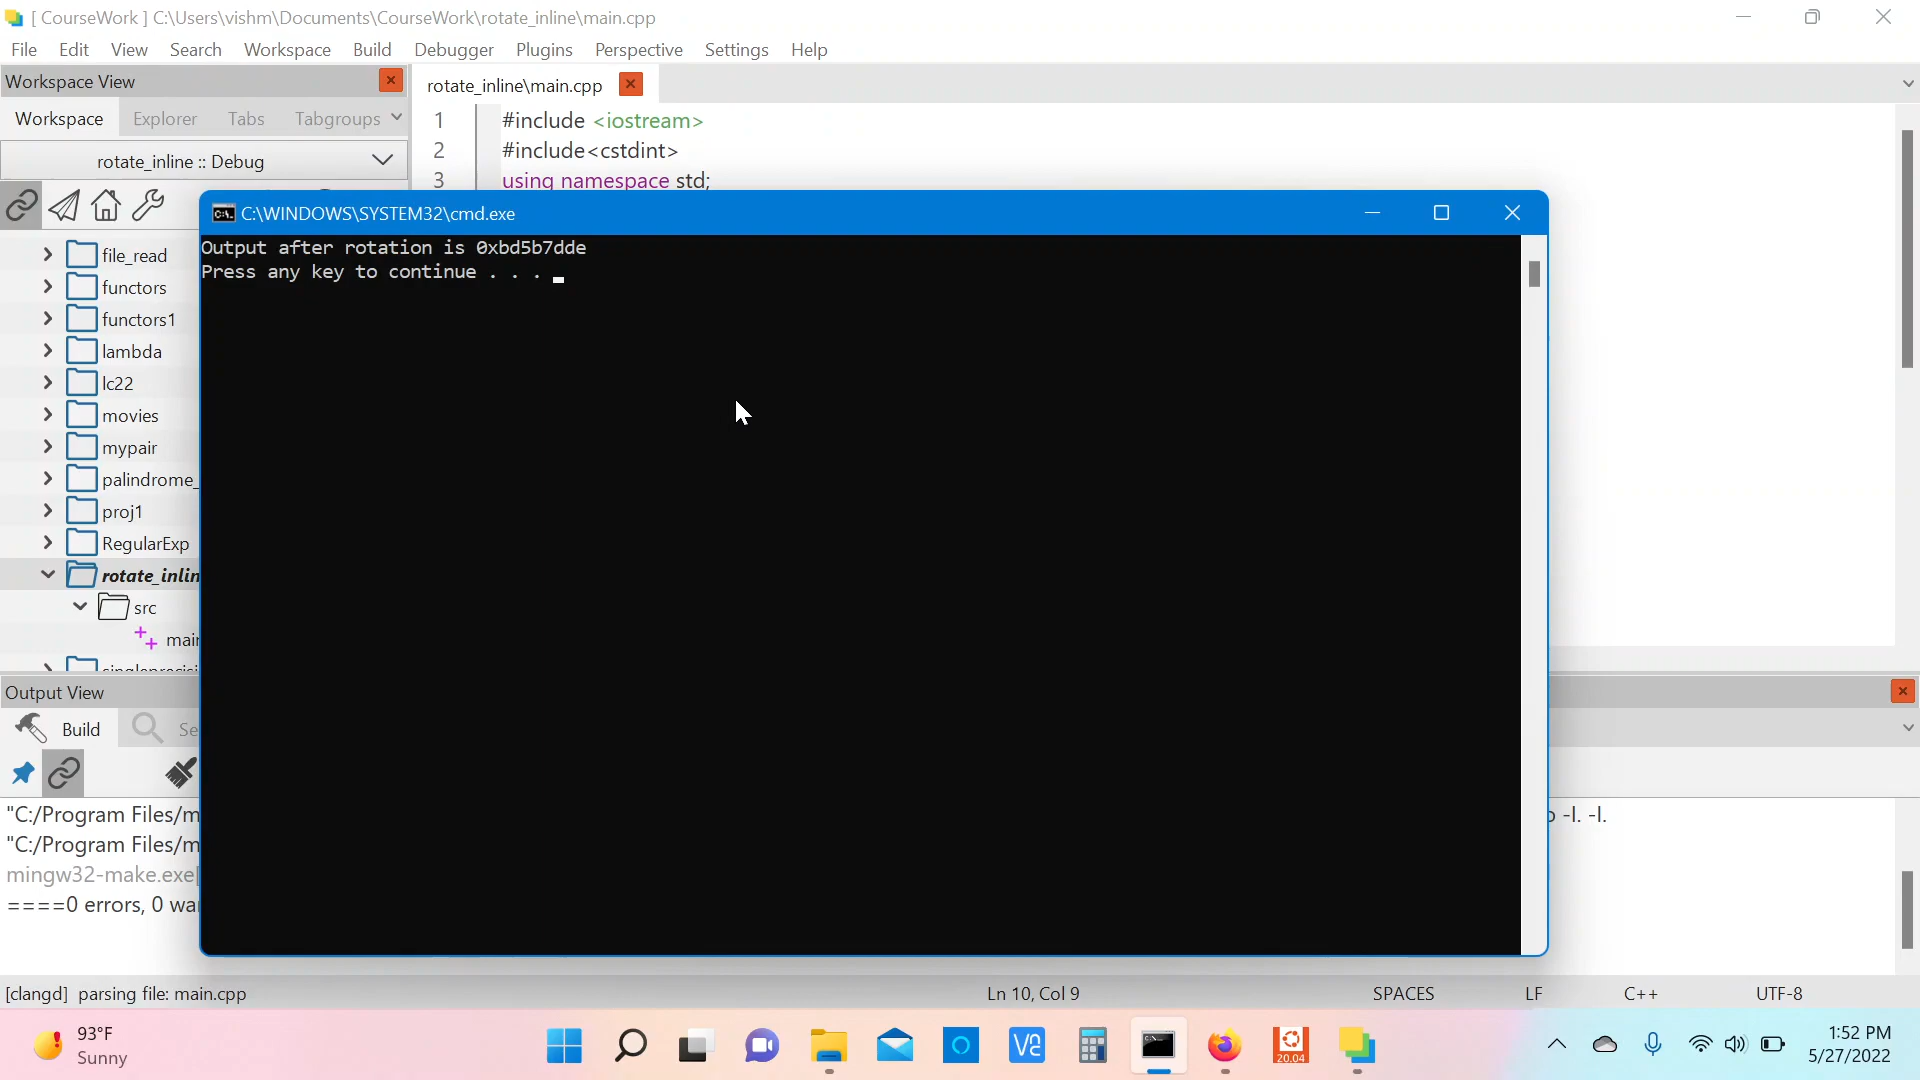 [ CourseWork ] C:\Users\vishm\Documents\CourseWork\rotate_inline\main.cpp
File Edit View Search Workspace Build Debugger Plugins Perspective Settings Help
Workspace View
rotate_inline\main.cpp
Workspace Explorer Tabs Tabgroups
rotate_inline :: Debug
1 #include <iostream>
2 #include<cstdint>
3 using namespace std;
C:\WINDOWS\SYSTEM32\cmd.exe
Output after rotation is 0xbd5b7dde
Press any key to continue . . .
file_read
functors
functors1
lambda
lc22
movies
mypair
palindrome_
proj1
RegularExp
rotate_inlin
src
main
Output View
Build Se
"C:/Program Files/m
-l. -l.
"C:/Program Files/m
mingw32-make.exe
====0 errors, 0 wa
[clangd] parsing file: main.cpp Ln 10, Col 9 SPACES LF C++ UTF-8
93°F
Sunny
20.04
1:52 PM
5/27/2022